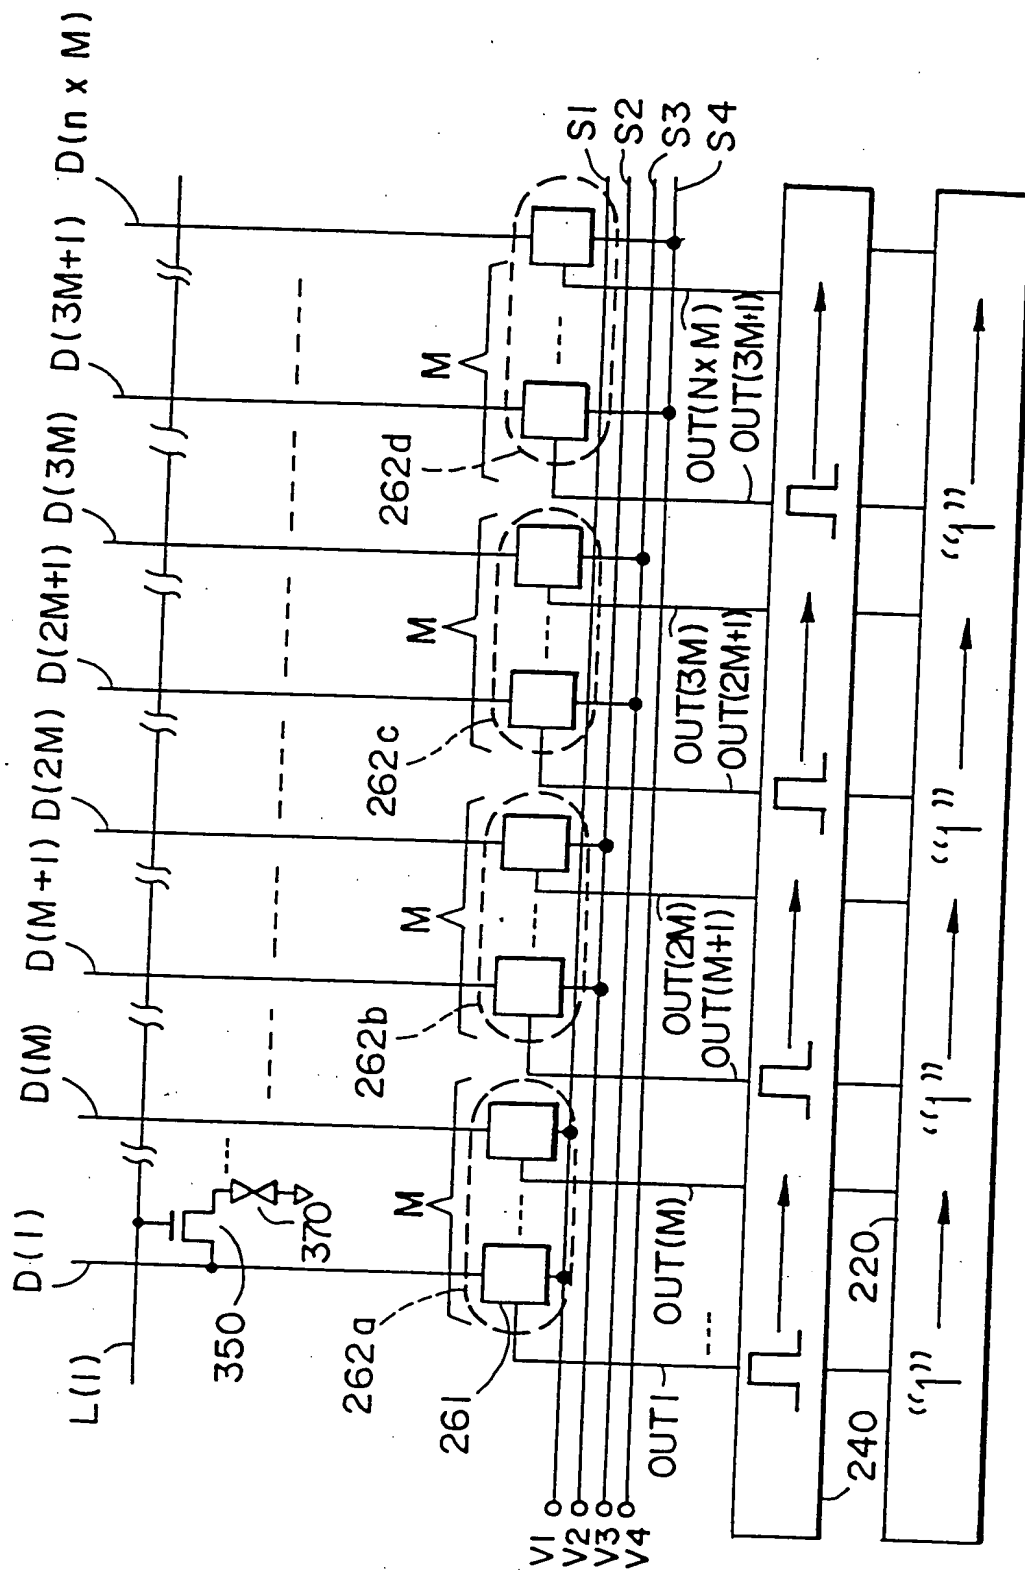 D(1)
D(M)
D(M+1)
D(2M)
D(2M+1)
D(3M)
D(3M+1)
D(n x M)
L(1)
350
370
M
M
M
M
262a
262b
262c
262d
261
S1
S2
S3
S4
V1
V2
V3
V4
OUT1
OUT(M)
OUT(2M)
OUT(M+1)
OUT(3M)
OUT(2M+1)
OUT(N x M)
OUT(3M+1)
240
220
"1"
"1"
"1"
"1"